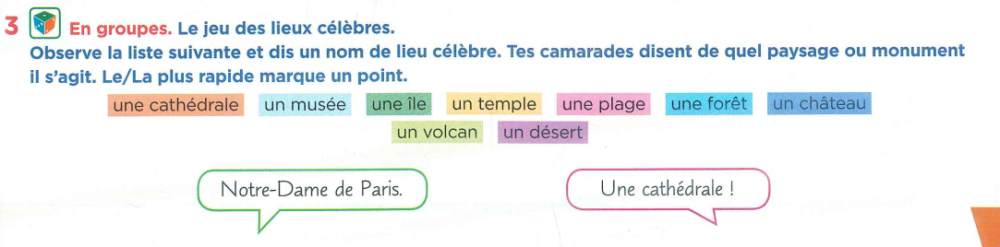 3 En groupes. Le jeu des lieux célèbres.
Observe la liste suivante et dis un nom de lieu célèbre. Tes camarades disent de quel paysage ou monument
il s'agit. Le/La plus rapide marque un point.
une cathédrale un musée une île un temple une plage une forêt un château
un volcan un désert
Notre-Dame de Paris. Une cathédrale !